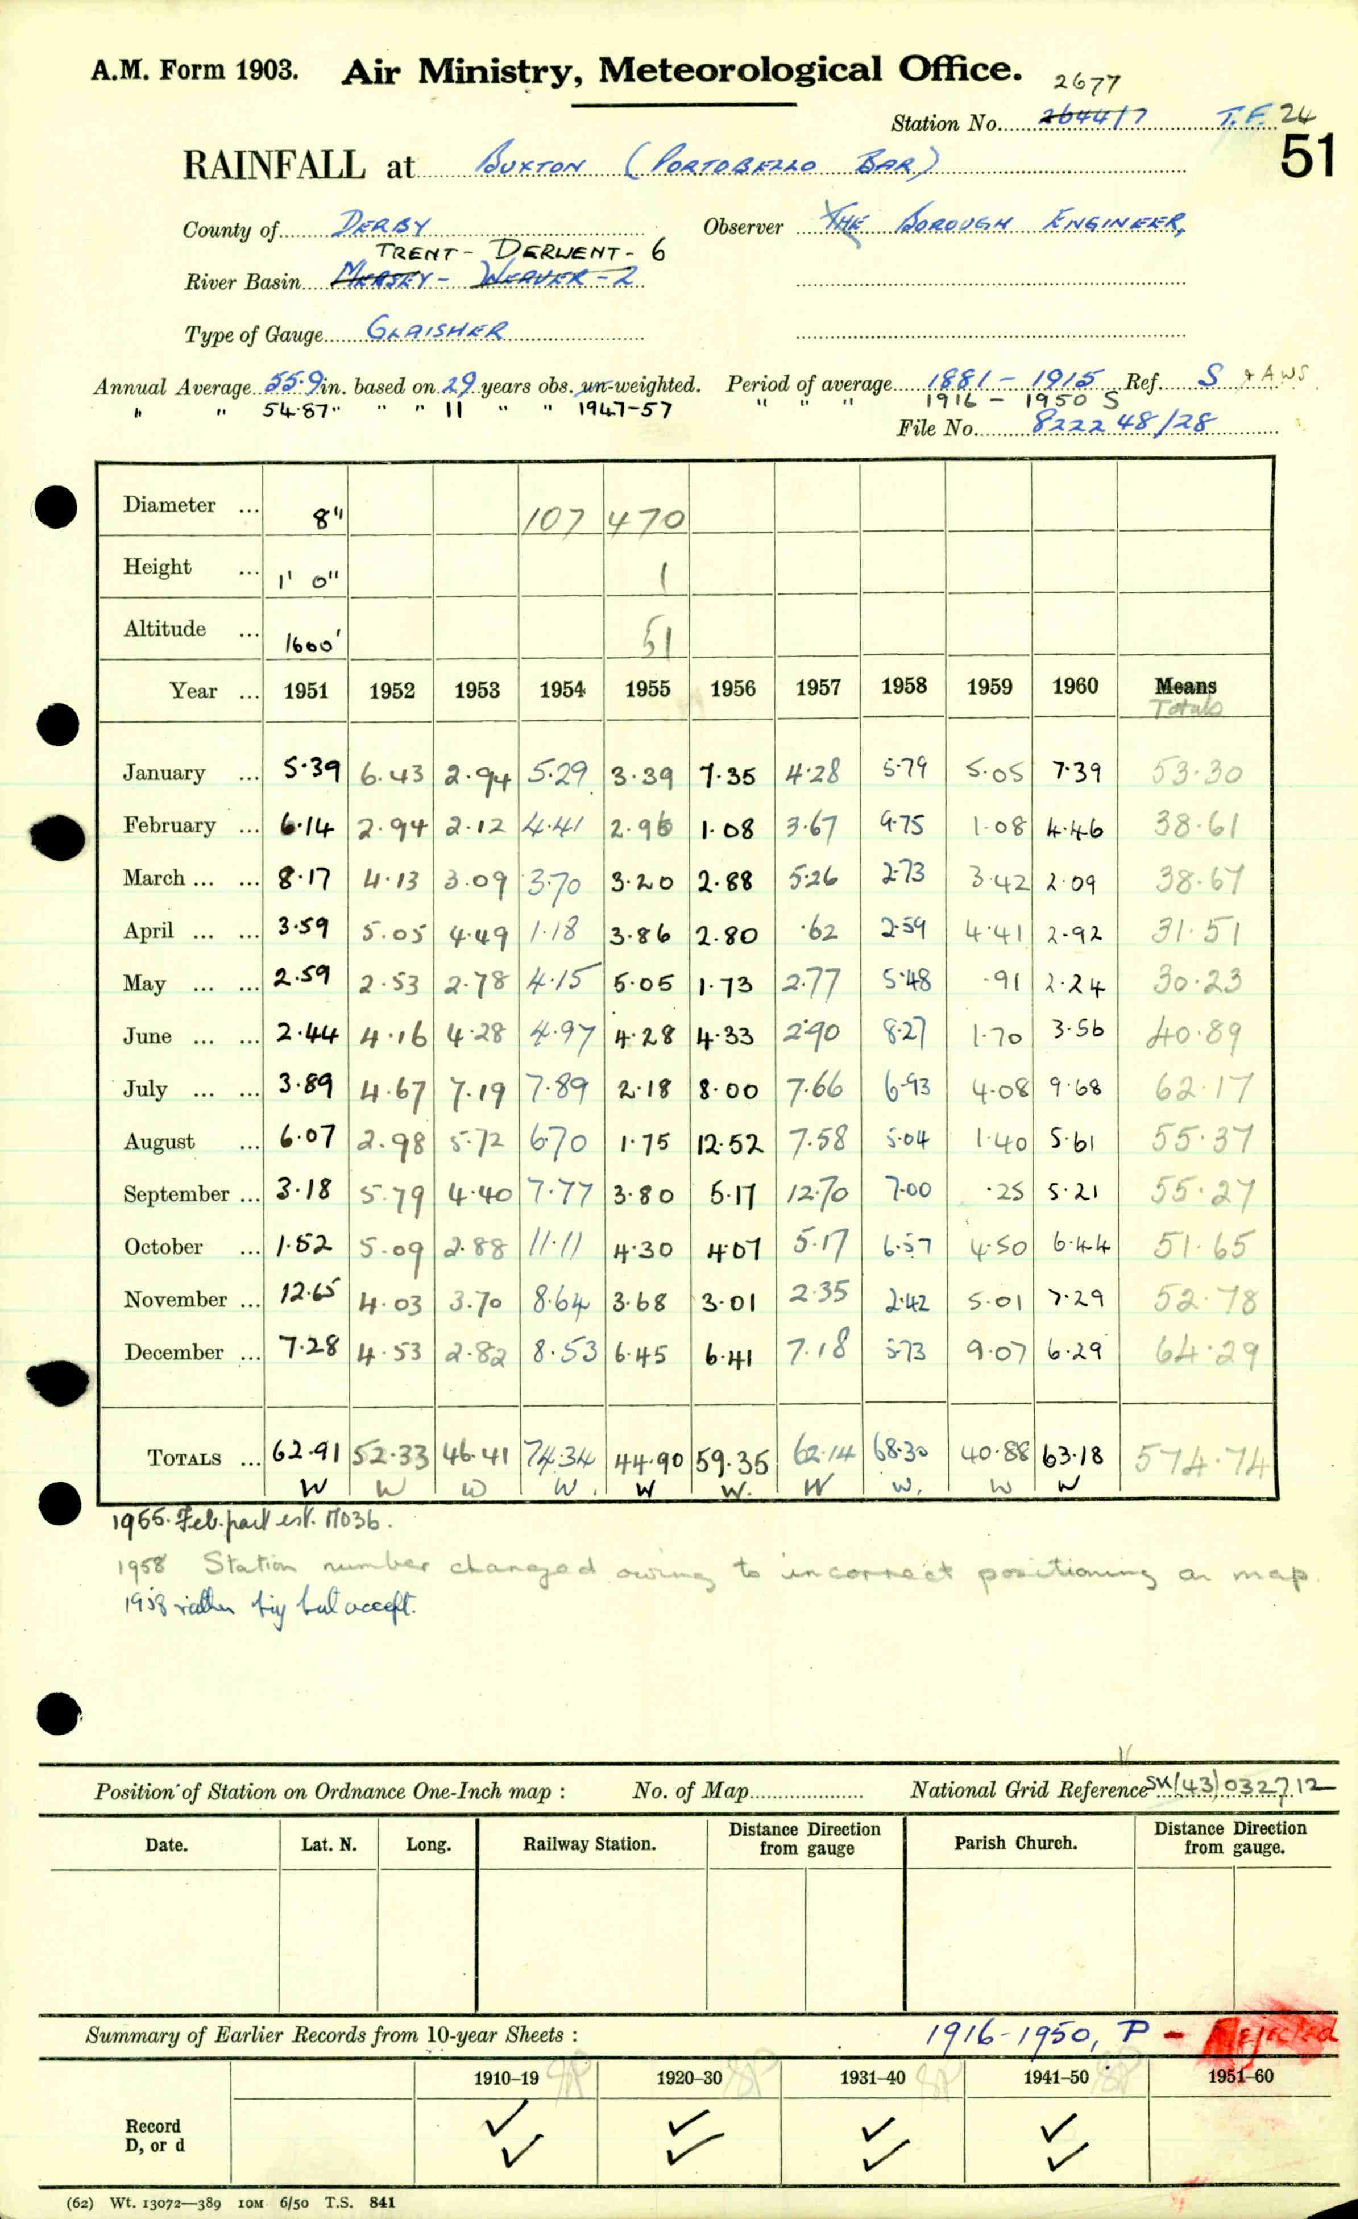 A.M. Form 1903. Air Ministry, Meteorological Office.
2677
Station No. 2644/7 T.F. 24
51
RAINFALL at BUXTON (PORTOBELLO BAR)
County of DERBY Observer THE BOROUGH ENGINEER,
TRENT - DERWENT - 6
River Basin MERSEY - WEAVER - 2
Type of Gauge GLAISHER
Annual Average 55·9 in. based on 29 years obs. un-weighted. Period of average 1881 - 1915 Ref. S & AWS
" " 54·87" " " 11 " " 1947-57 " " " 1916 - 1950 S
File No. 822248/28
Diameter ... 8" 107 470
Height ... 1' 0" 1
Altitude ... 1600' 51
Year ... 1951 1952 1953 1954 1955 1956 1957 1958 1959 1960 Means
Totals
January ... 5·39 6·43 2·94 5·29 3·39 7·35 4·28 5·79 5·05 7·39 53·30
February ... 6·14 2·94 2·12 4·41 2·96 1·08 3·67 9·75 1·08 4·46 38·61
March ... ... 8·17 4·13 3·09 3·70 3·20 2·88 5·26 2·73 3·42 2·09 38·67
April ... ... 3·59 5·05 4·49 1·18 3·86 2·80 ·62 2·59 4·41 2·92 31·51
May ... ... 2·59 2·53 2·78 4·15 5·05 1·73 2·77 5·48 ·91 2·24 30·23
June ... ... 2·44 4·16 4·28 4·97 4·28 4·33 2·90 8·27 1·70 3·56 40·89
July ... ... 3·89 4·67 7·19 7·89 2·18 8·00 7·66 6·93 4·08 9·68 62·17
August ... 6·07 2·98 5·72 6·70 1·75 12·52 7·58 5·04 1·40 5·61 55·37
September ... 3·18 5·79 4·40 7·77 3·80 5·17 12·70 7·00 ·25 5·21 55·27
October ... 1·52 5·09 2·88 11·11 4·30 4·07 5·17 6·57 4·50 6·44 51·65
November ... 12·65 4·03 3·70 8·64 3·68 3·01 2·35 2·42 5·01 7·29 52·78
December ... 7·28 4·53 2·82 8·53 6·45 6·41 7·18 5·73 9·07 6·29 64·29
TOTALS ... 62·91 52·33 46·41 74·34 44·90 59·35 62·14 68·30 40·88 63·18 574·74
W W W W. W W. W W. W W
1955. Feb. part est. MO3b.
1958 Station number changed owing to incorrect positioning on map.
1958 rather big but accept.
Position of Station on Ordnance One-Inch map : No. of Map National Grid Reference SK(43)032712
Date. Lat. N. Long. Railway Station. Distance Direction from gauge Parish Church. Distance Direction from gauge.
Summary of Earlier Records from 10-year Sheets : 1916-1950, P - Rejected
1910–19 1920–30 1931–40 1941–50 1951–60
Record ✓ ✓ ✓ ✓
D, or d ✓ ✓ ✓ ✓
(62) Wt. 13072—389 10M 6/50 T.S. 841